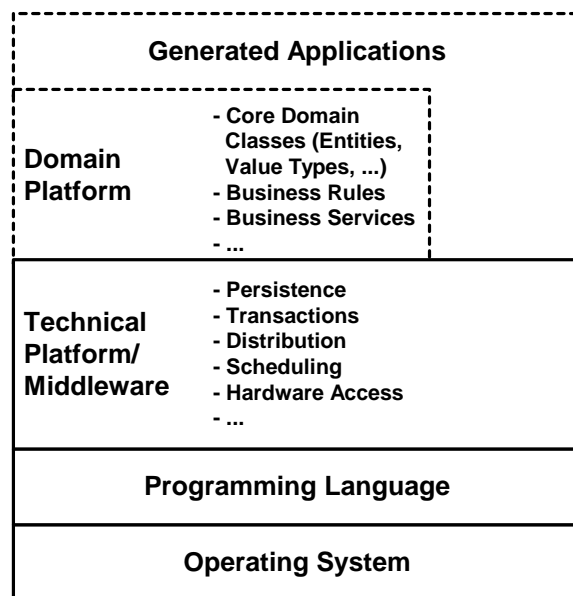 Generated Applications
Domain
Platform
- Core Domain
Classes (Entities,
Value Types, ...)
- Business Rules
- Business Services
- ...
Technical
Platform/
Middleware
- Persistence
- Transactions
- Distribution
- Scheduling
- Hardware Access
- ...
Programming Language
Operating System